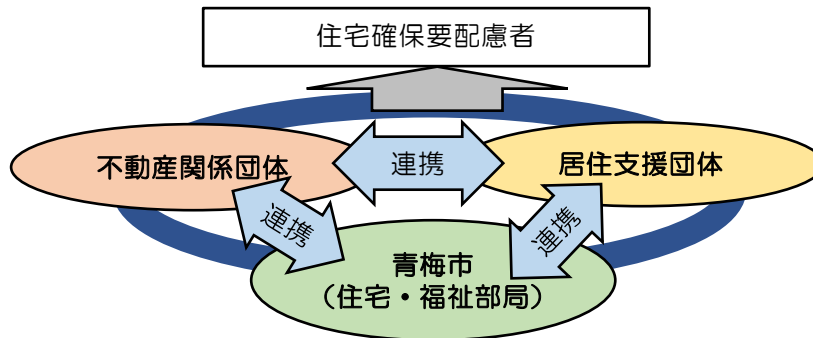 住宅確保要配慮者
不動産関係団体
連携
居住支援団体
連携
連携
青梅市
（住宅・福祉部局）